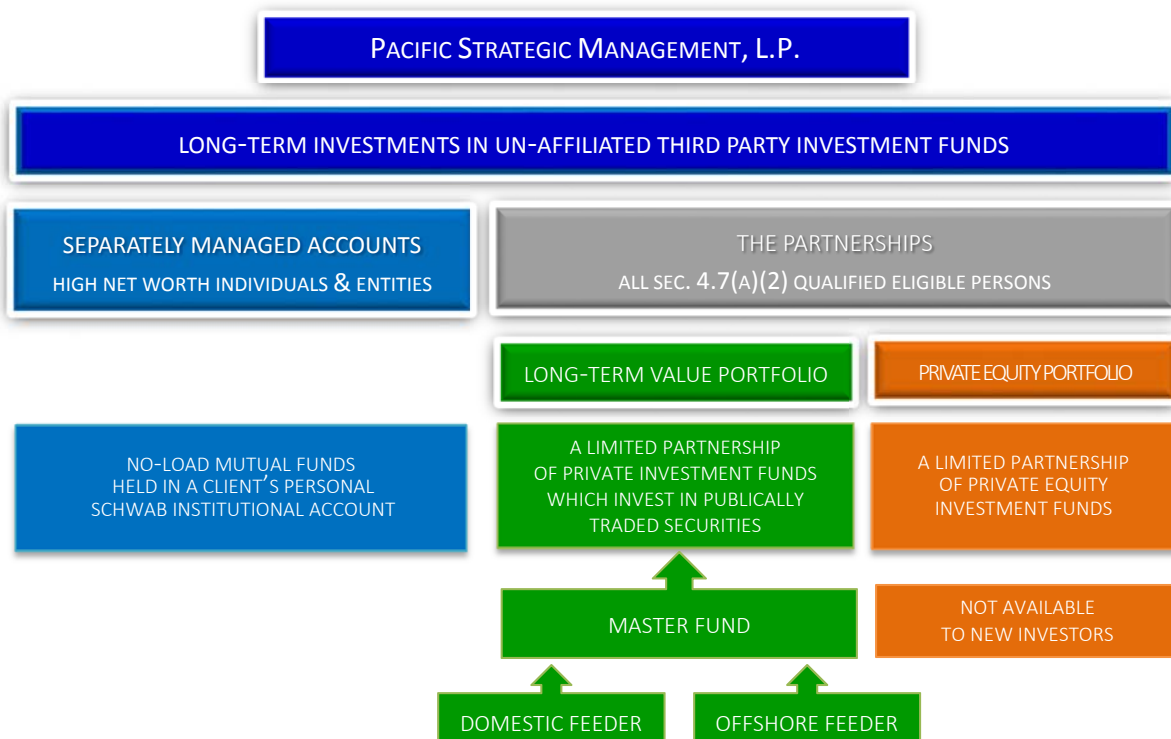 PACIFIC STRATEGIC MANAGEMENT, L.P.
LONG-TERM INVESTMENTS IN UN-AFFILIATED THIRD PARTY INVESTMENT FUNDS
SEPARATELY MANAGED ACCOUNTS
HIGH NET WORTH INDIVIDUALS & ENTITIES
THE PARTNERSHIPS
ALL SEC. 4.7(A)(2) QUALIFIED ELIGIBLE PERSONS
LONG-TERM VALUE PORTFOLIO
PRIVATE EQUITY PORTFOLIO
NO-LOAD MUTUAL FUNDS
HELD IN A CLIENT'S PERSONAL
SCHWAB INSTITUTIONAL ACCOUNT
A LIMITED PARTNERSHIP
OF PRIVATE INVESTMENT FUNDS
WHICH INVEST IN PUBLICALLY
TRADED SECURITIES
A LIMITED PARTNERSHIP
OF PRIVATE EQUITY
INVESTMENT FUNDS
MASTER FUND
NOT AVAILABLE
TO NEW INVESTORS
DOMESTIC FEEDER
OFFSHORE FEEDER